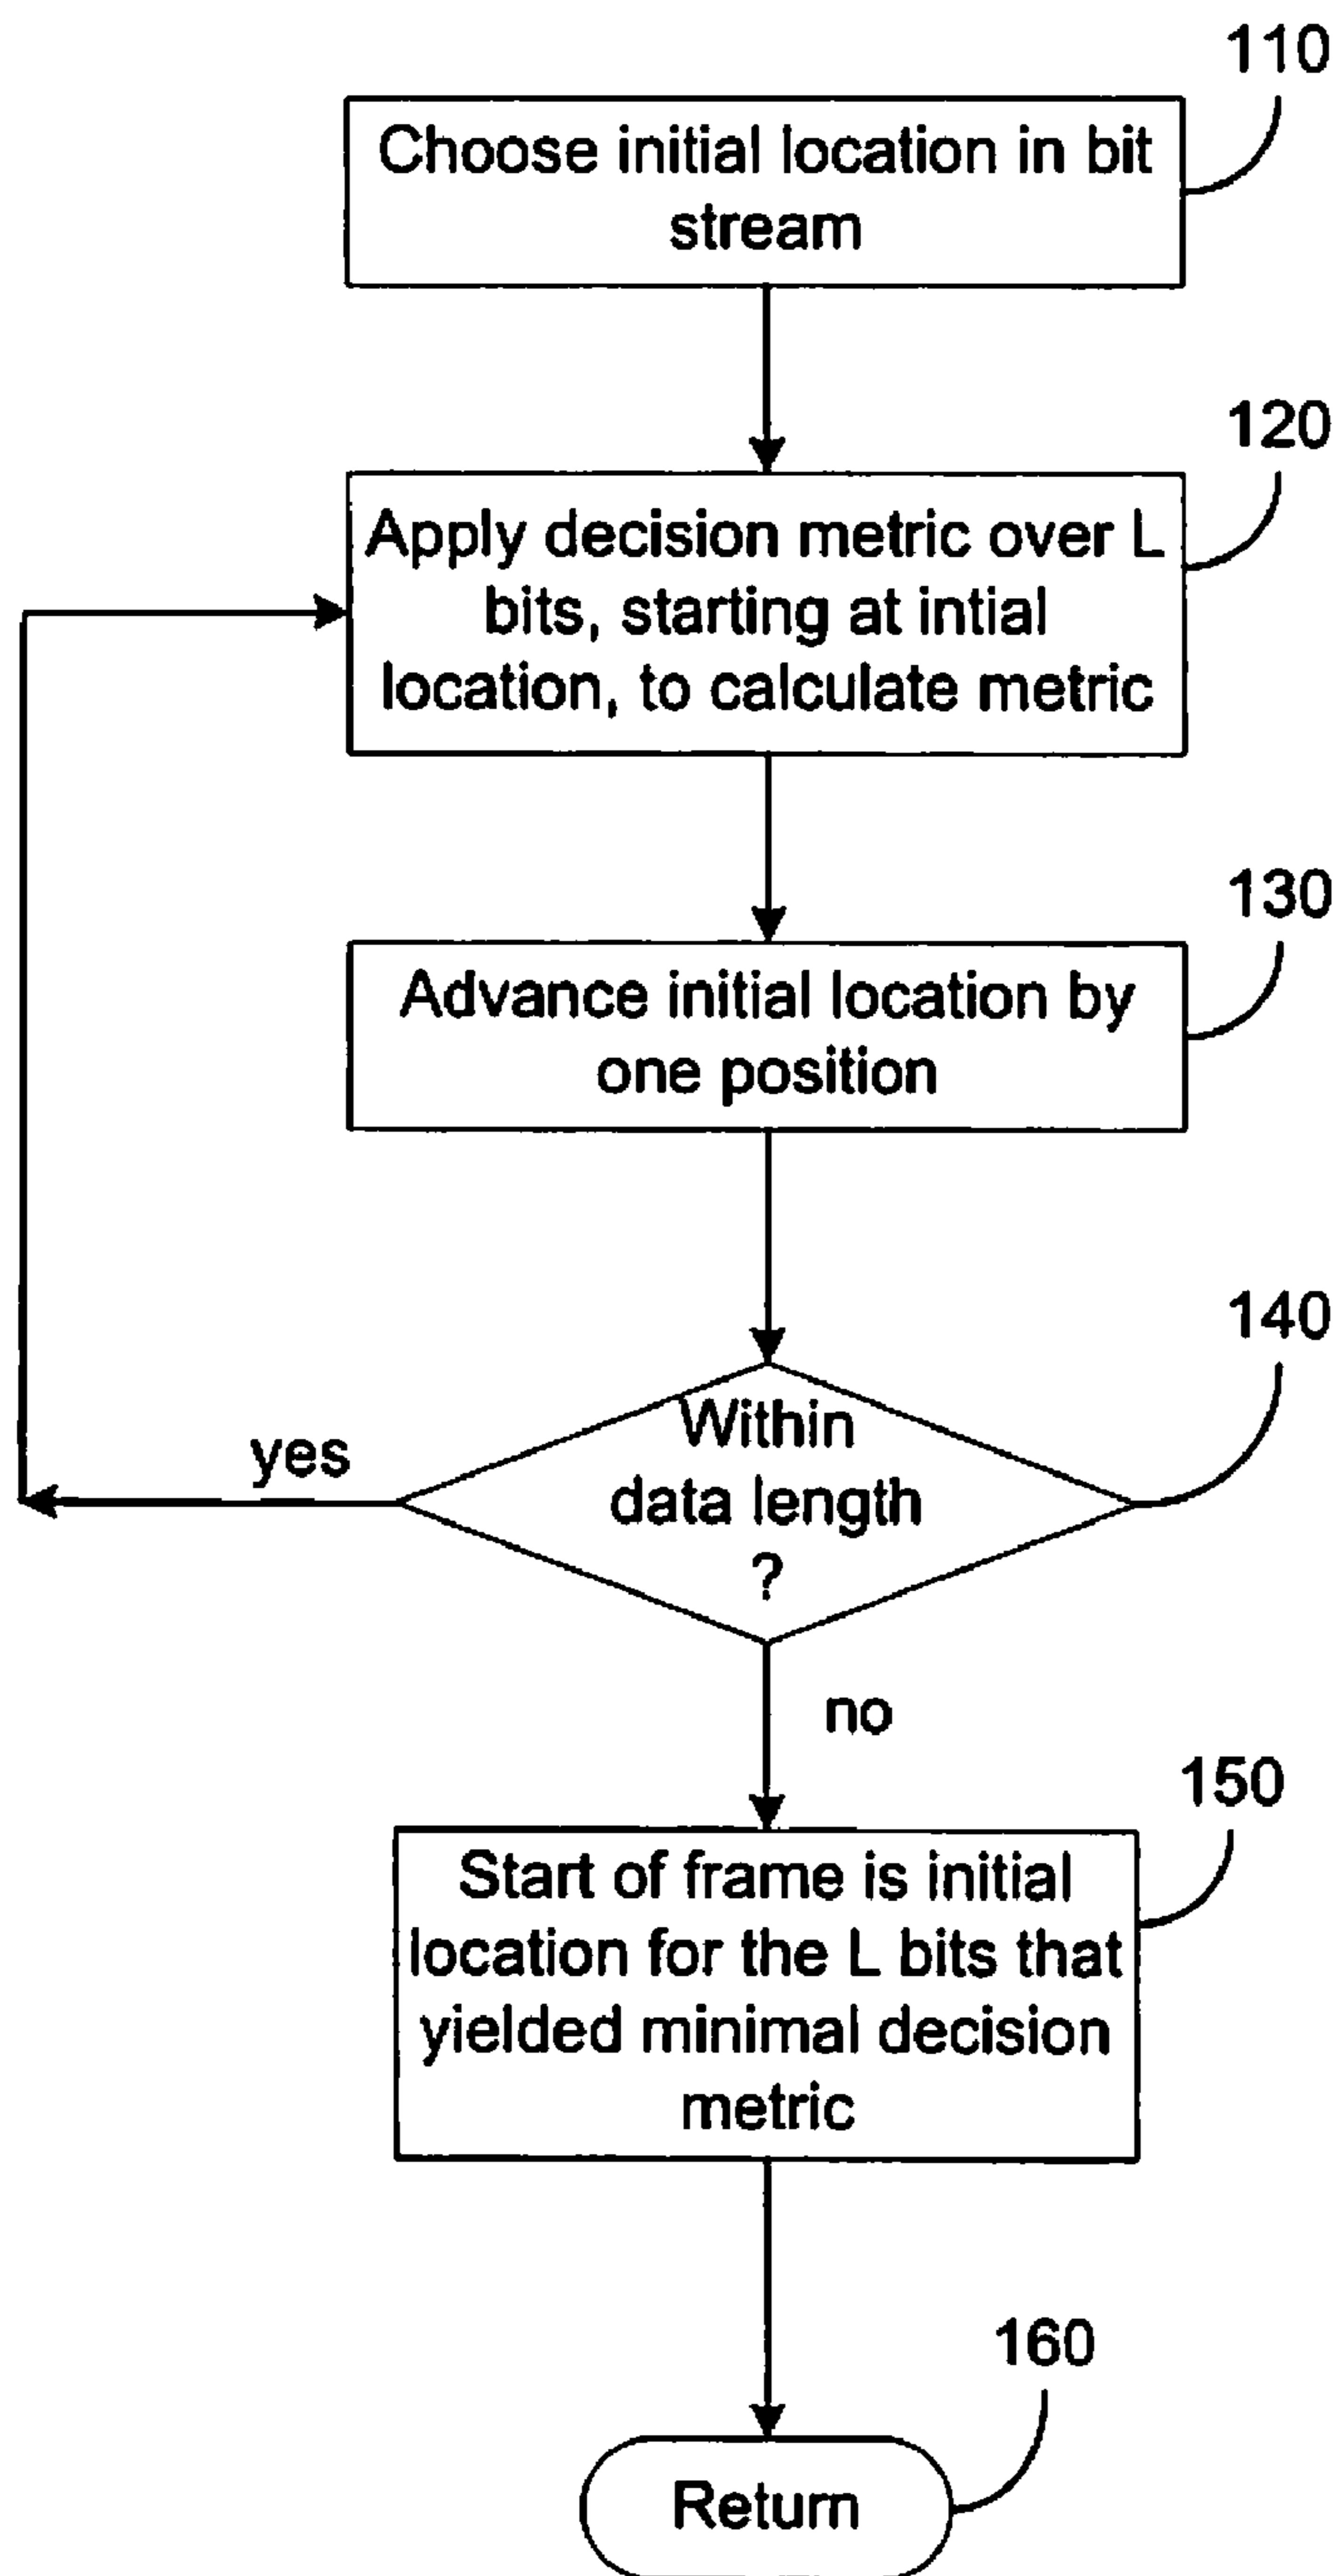 110
Choose initial location in bit
stream
120
Apply decision metric over L
bits, starting at intial
location, to calculate metric
130
Advance initial location by
one position
140
Within
data length
?
yes
no
150
Start of frame is initial
location for the L bits that
yielded minimal decision
metric
160
Return